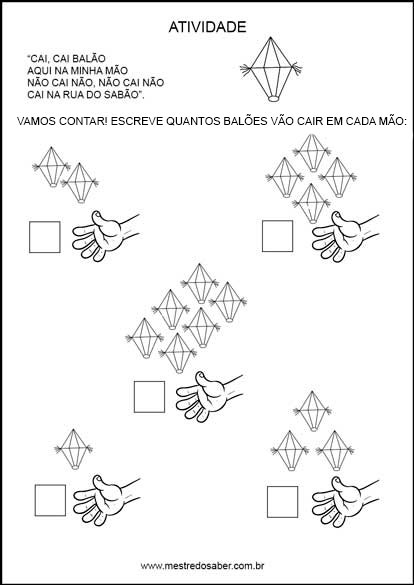 ATIVIDADE
“CAI, CAI BALÃO
AQUI NA MINHA MÃO
NÃO CAI NÃO, NÃO CAI NÃO
CAI NA RUA DO SABÃO”.
VAMOS CONTAR! ESCREVE QUANTOS BALÕES VÃO CAIR EM CADA MÃO:
www.mestredosaber.com.br